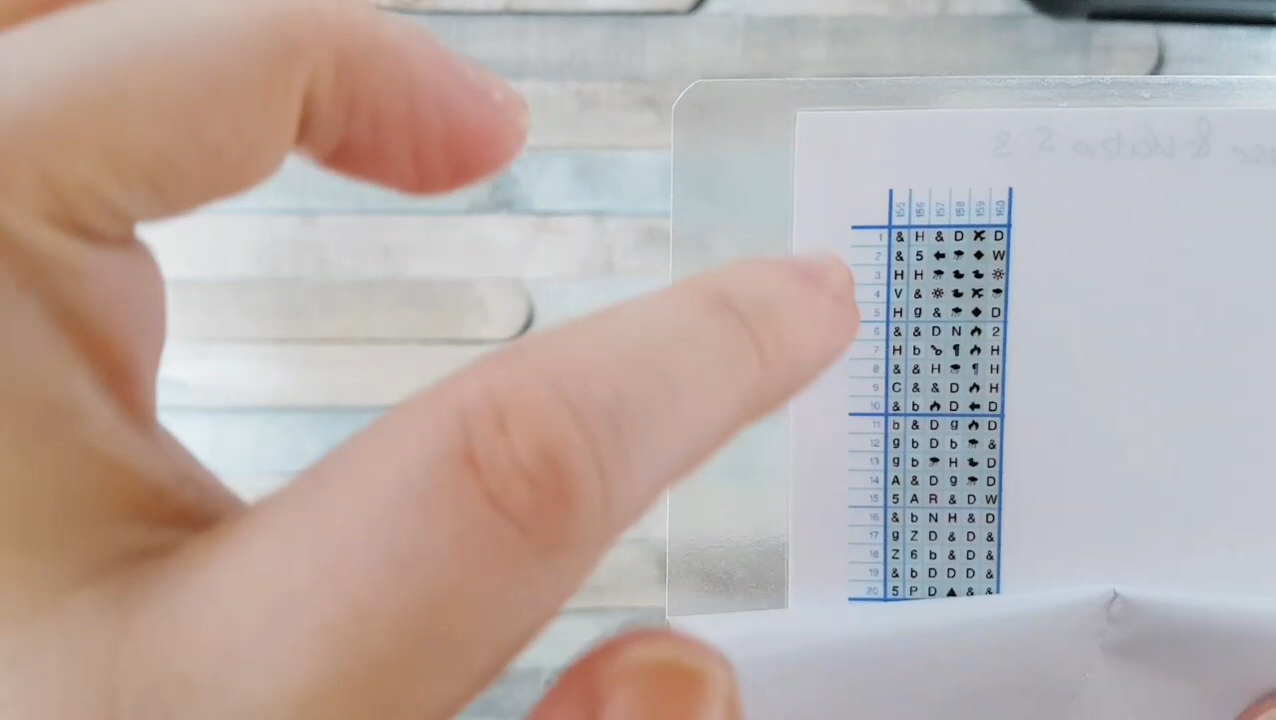 155 156 157 158 159 160
1 & H & D ✈ D
2 & 5 ⬅ ⛈ ◆ W
3 H H ⛈ 🦆 🦆 ☼
4 V & ☼ 🦆 ✈ ⛈
5 H g & ⛈ ◆ D
6 & & D N 🔥 2
7 H b ¶ 🔥 H
8 & & H ⛈ ¶ H
9 C & & D 🔥 H
10 & b 🔥 D ⬅ D
11 b & D g 🔥 D
12 g b D b ⛈ &
13 g b ⛈ H 🦆 D
14 A & D g ⛈ D
15 5 A R & D W
16 & b N H & D
17 g Z D & D &
18 Z 6 b & D &
19 & b D D D &
20 5 P D ▲ & &